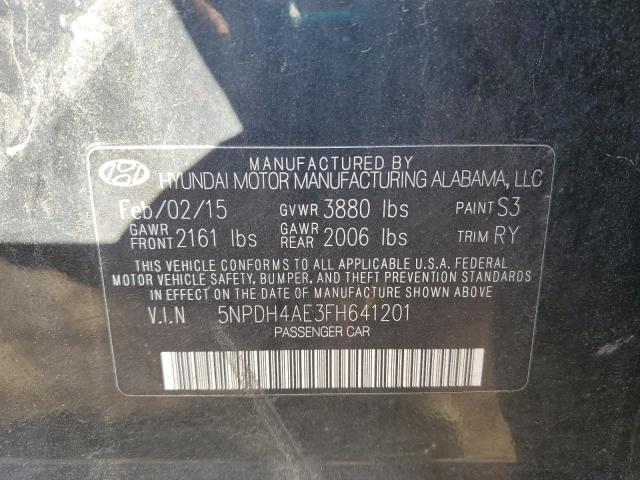 MANUFACTURED BY
HYUNDAI MOTOR MANUFACTURING ALABAMA, LLC
Feb/02/15 GVWR 3880 lbs PAINT S3
GAWR FRONT 2161 lbs GAWR REAR 2006 lbs TRIM RY
THIS VEHICLE CONFORMS TO ALL APPLICABLE U.S.A. FEDERAL
MOTOR VEHICLE SAFETY, BUMPER, AND THEFT PREVENTION STANDARDS
IN EFFECT ON THE DATE OF MANUFACTURE SHOWN ABOVE.
V.I.N 5NPDH4AE3FH641201
PASSENGER CAR